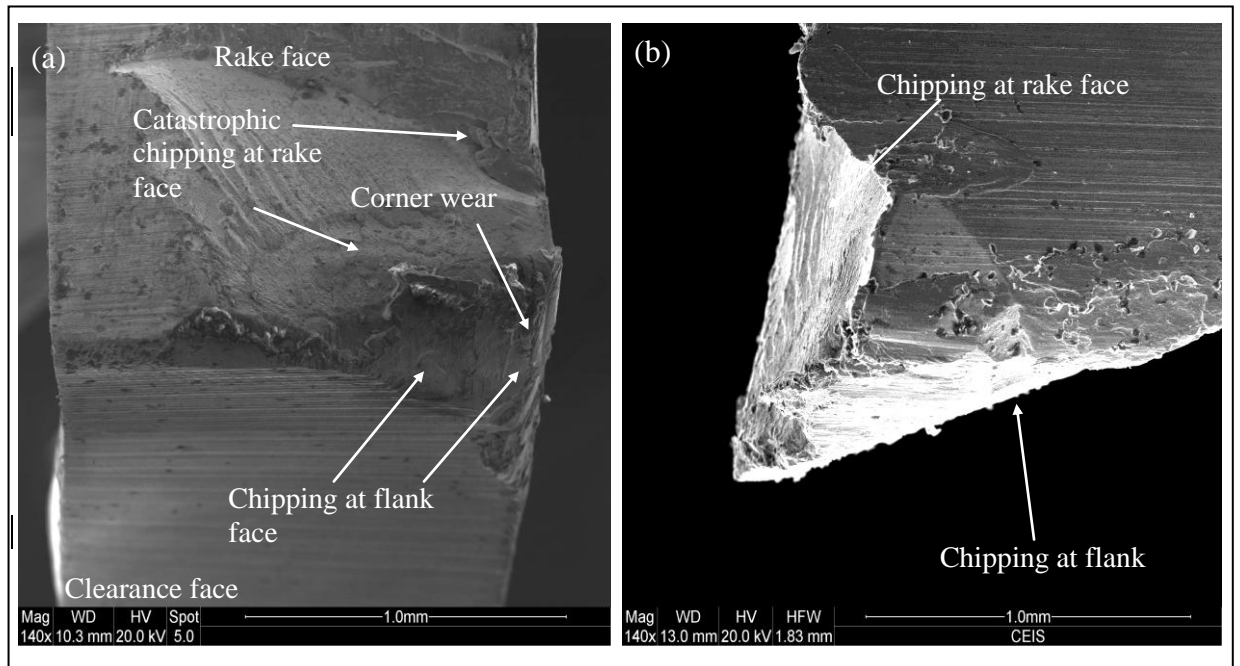 (a)
Rake face
Catastrophic
chipping at rake
face
Corner wear
Chipping at flank
face
Clearance face
Mag WD HV Spot
140x 10.3 mm 20.0 kV 5.0
1.0mm
(b)
Chipping at rake face
Chipping at flank
Mag WD HV HFW
140x 13.0 mm 20.0 kV 1.83 mm
1.0mm
CEIS